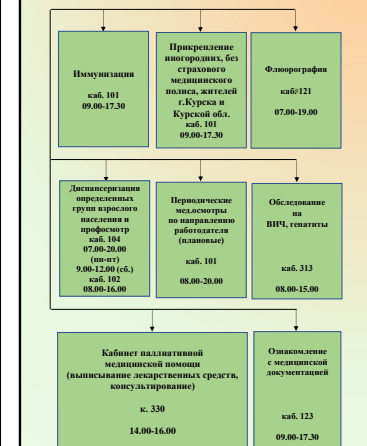 Иммунизация
каб. 101
09.00-17.30
Прикрепление
иногородних, без
страхового
медицинского
полиса, жителей
г.Курска и
Курской обл.
каб. 101
09.00-17.30
Флюорография
каб. 121
07.00-19.00
Диспансеризация
определенных
групп взрослого
населения и
профосмотр
каб. 104
07.00-20.00
(пн-пт)
9.00-12.00 (сб.)
каб. 102
08.00-16.00
Периодические
мед.осмотры
по направлению
работодателя
(плановые)
каб. 101
08.00-20.00
Обследование
на
ВИЧ, гепатиты
каб. 313
08.00-15.00
Кабинет паллиативной
медицинской помощи
(выписывание лекарственных средств,
консультирование)
к. 330
14.00-16.00
Ознакомление
с медицинской
документацией
каб. 123
09.00-17.30